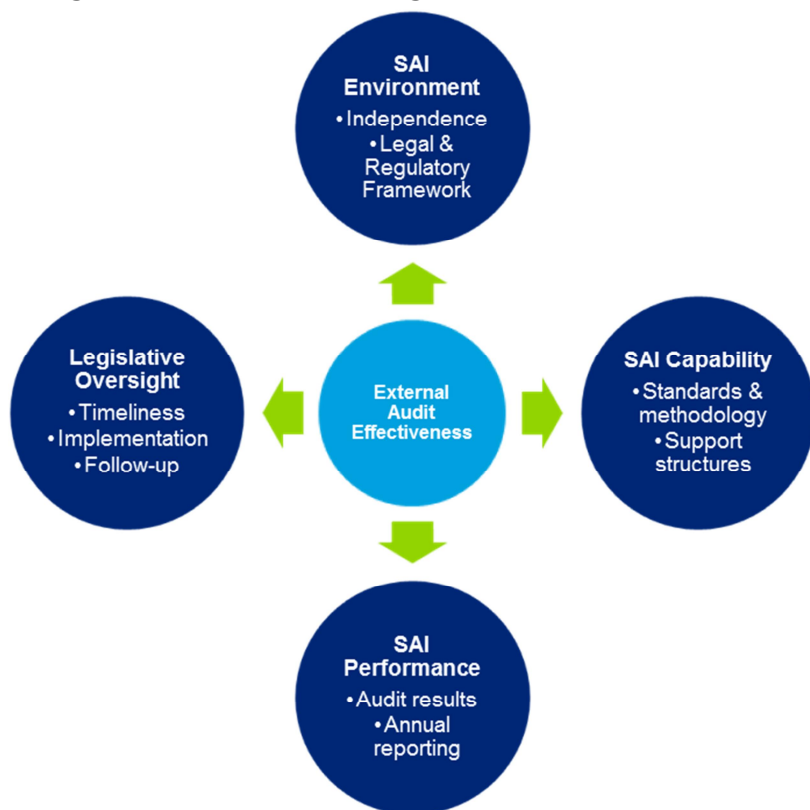 SAI
Environment
• Independence
• Legal &
Regulatory
Framework
Legislative
Oversight
• Timeliness
• Implementation
• Follow-up
External
Audit
Effectiveness
SAI Capability
• Standards &
methodology
• Support
structures
SAI
Performance
• Audit results
• Annual
reporting